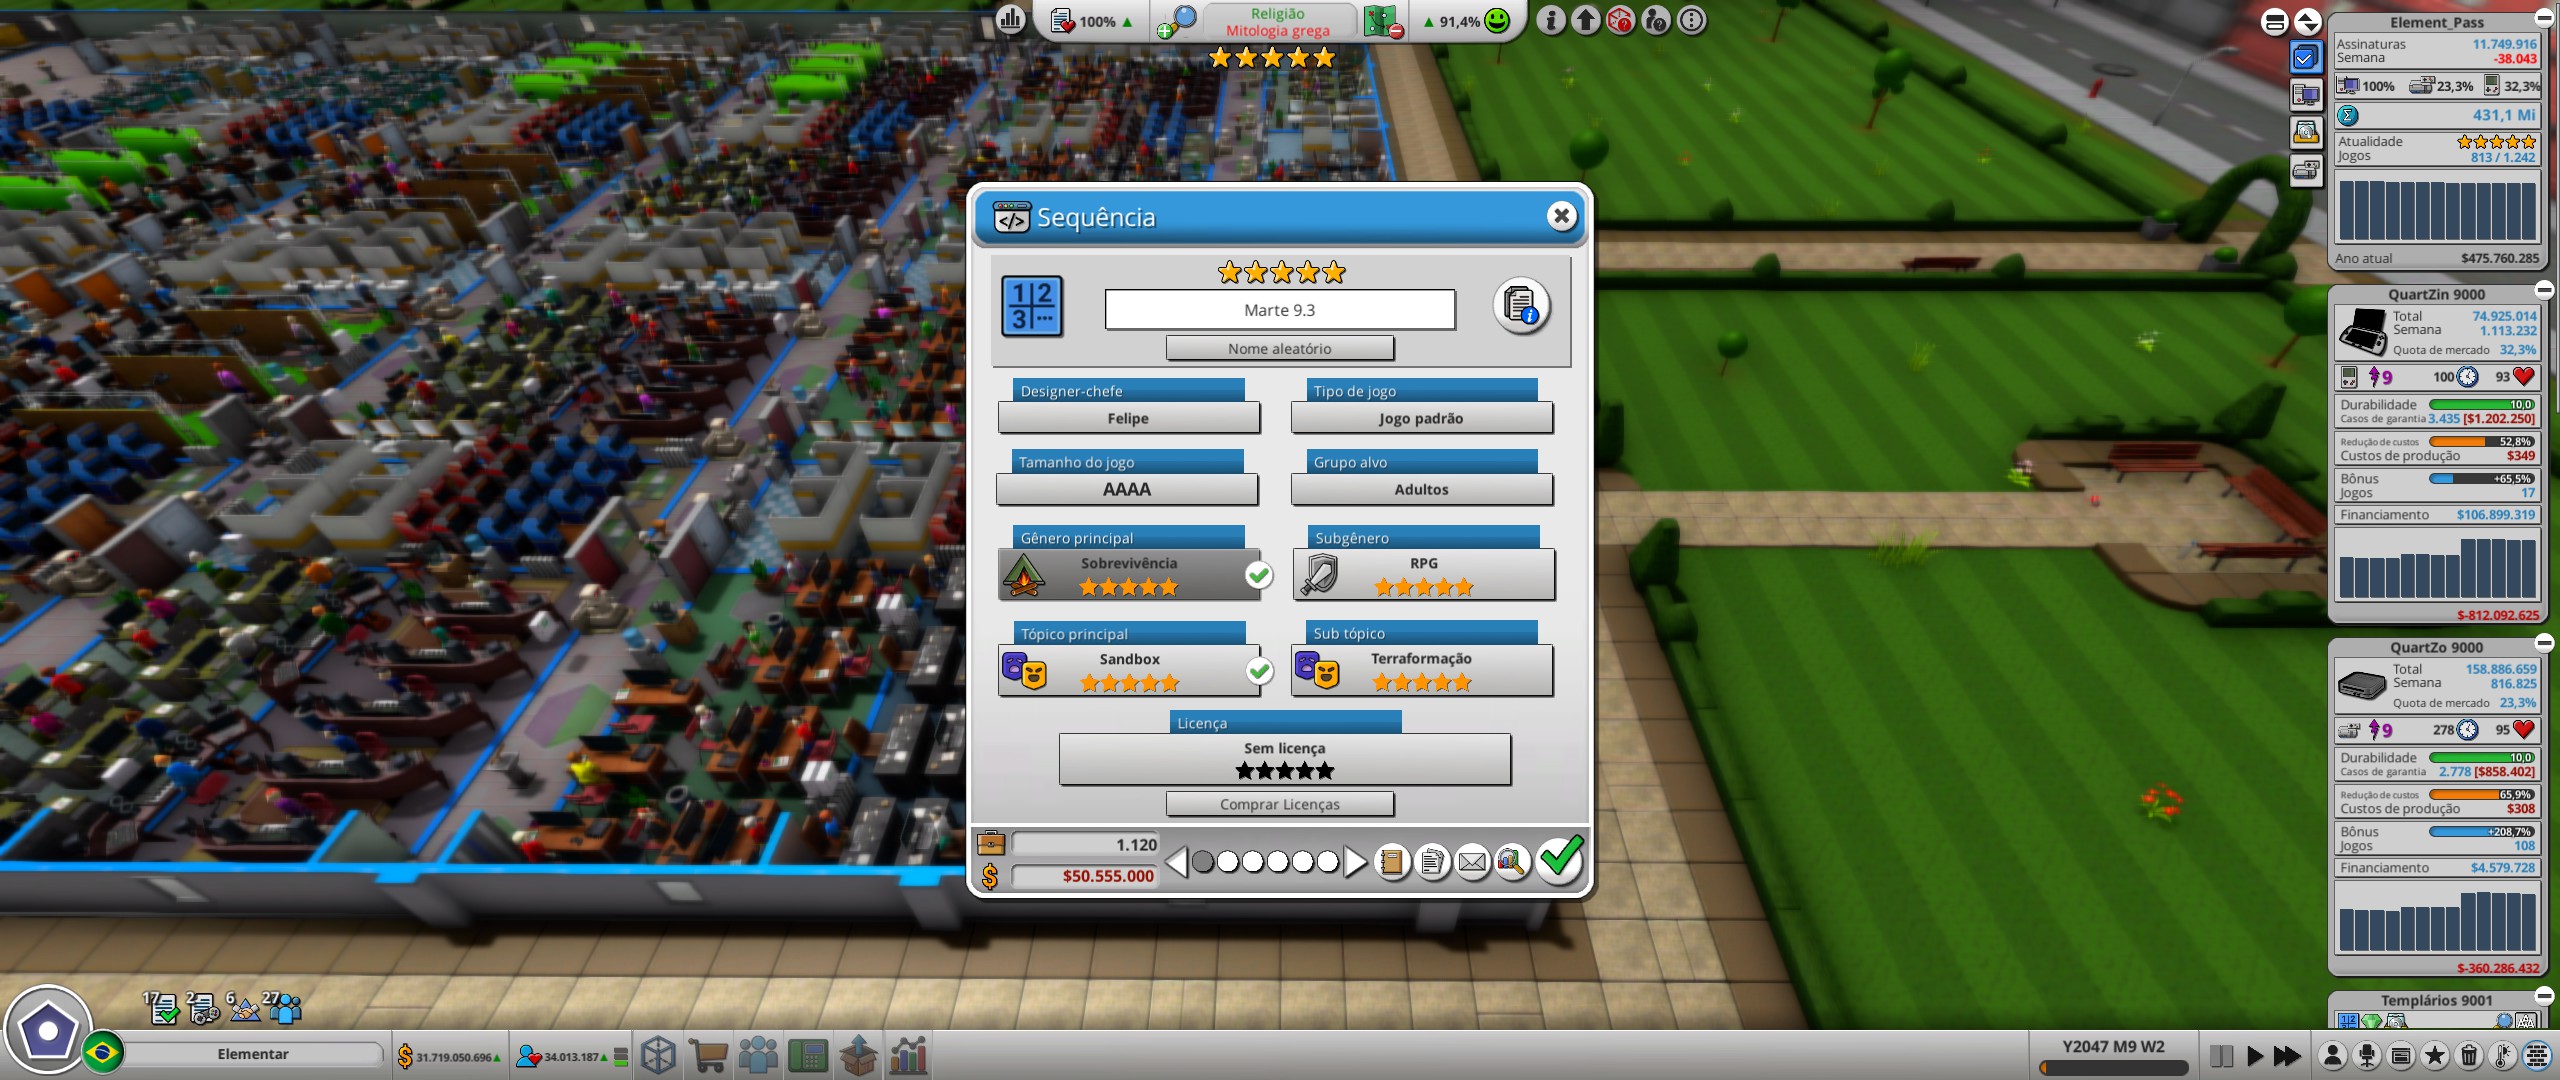 100%
Religião
Mitologia grega
91,4%
Sequência
Marte 9.3
Nome aleatório
Designer-chefe
Felipe
Tipo de jogo
Jogo padrão
Tamanho do jogo
AAAA
Grupo alvo
Adultos
Gênero principal
Sobrevivência
Subgênero
RPG
Tópico principal
Sandbox
Sub tópico
Terraformação
Licença
Sem licença
Comprar Licenças
1.120
$50.555.000
Element_Pass
Assinaturas 11.749.916
Semana -38.043
100% 23,3% 32,3%
431,1 Mi
Atualidade
Jogos 813 / 1.242
Ano atual $475.760.285
QuartZin 9000
Total 74.925.014
Semana 1.113.232
Quota de mercado 32,3%
9 100 93
Durabilidade 10,0
Casos de garantia 3.435 [$1.202.250]
Redução de custos 52,8%
Custos de produção $349
Bônus +65,5%
Jogos 17
Financiamento $106.899.319
$-812.092.625
QuartZo 9000
Total 158.886.659
Semana 816.825
Quota de mercado 23,3%
9 278 95
Durabilidade 10,0
Casos de garantia 2.778 [$858.402]
Redução de custos 65,9%
Custos de produção $308
Bônus +208,7%
Jogos 108
Financiamento $4.579.728
$-360.286.432
Templários 9001
17 2 6 27
Elementar
$ 31.719.050.696
34.013.187
Y2047 M9 W2